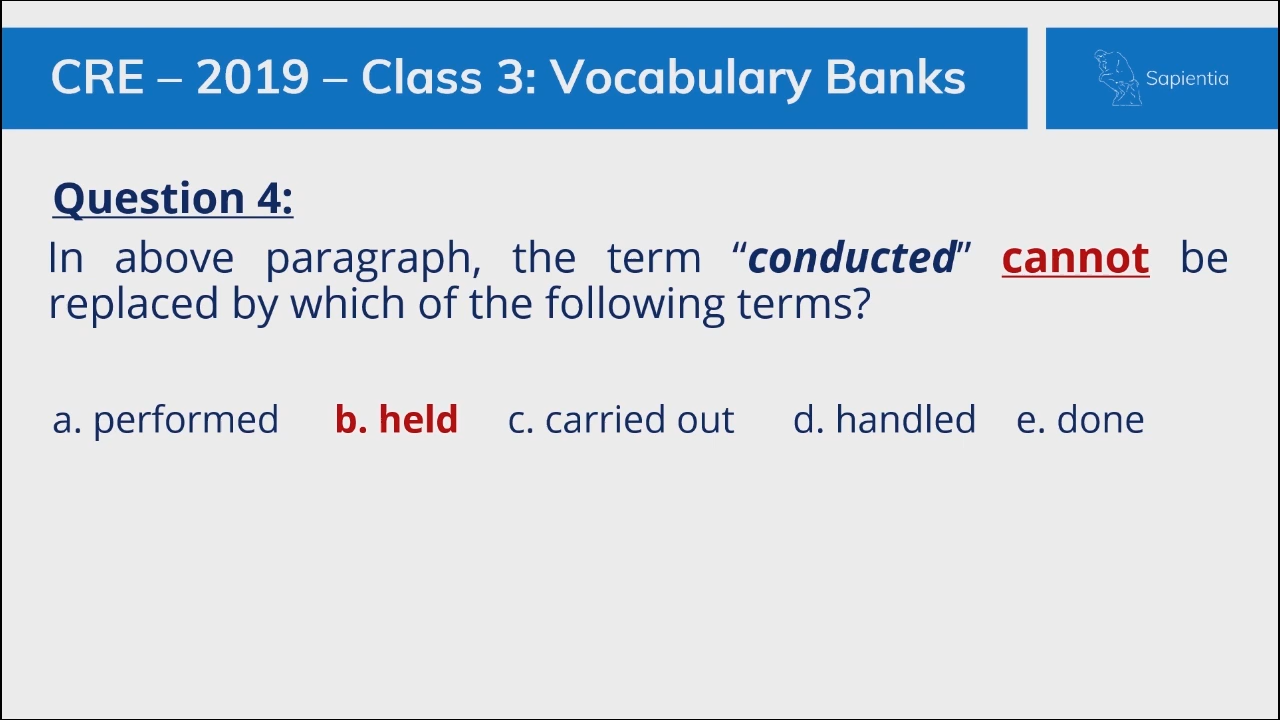 CRE – 2019 – Class 3: Vocabulary Banks
Sapientia
Question 4:
In above paragraph, the term “conducted” cannot be
replaced by which of the following terms?
a. performed b. held c. carried out d. handled e. done